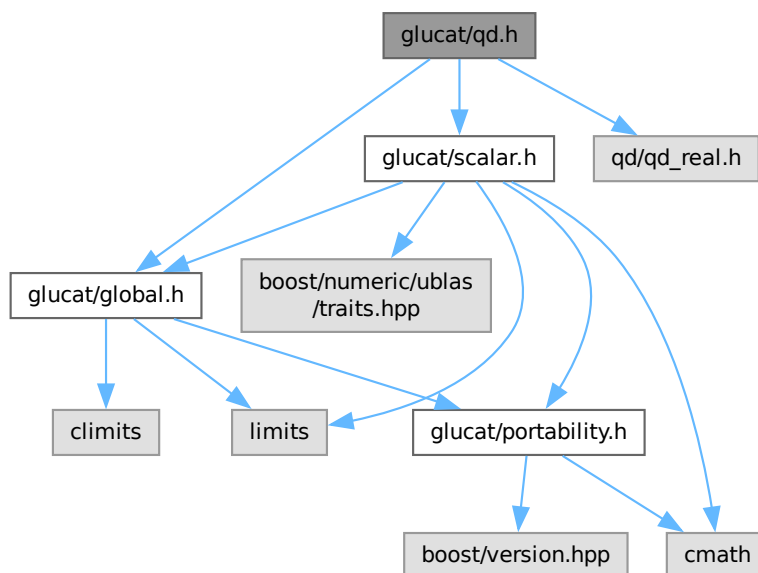 glucat/qd.h
glucat/scalar.h
qd/qd_real.h
glucat/global.h
boost/numeric/ublas
/traits.hpp
climits
limits
glucat/portability.h
boost/version.hpp
cmath